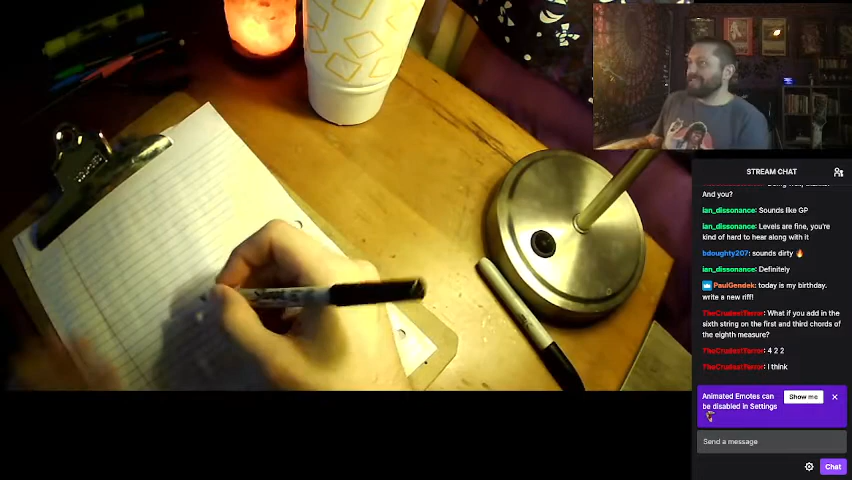 STREAM CHAT
And you?
ian_dissonance: Sounds like GP
ian_dissonance: Levels are fine, you're
kind of hard to hear along with it
bdoughty207: sounds dirty 🔥
ian_dissonance: Definitely
PaulGendek: today is my birthday.
write a new riff!
TheCrudestTerror: What if you add in the
sixth string on the first and third chords of
the eighth measure?
TheCrudestTerror: 4 2 2
TheCrudestTerror: I think
Animated Emotes can
be disabled in Settings
Show me
Send a message
Chat